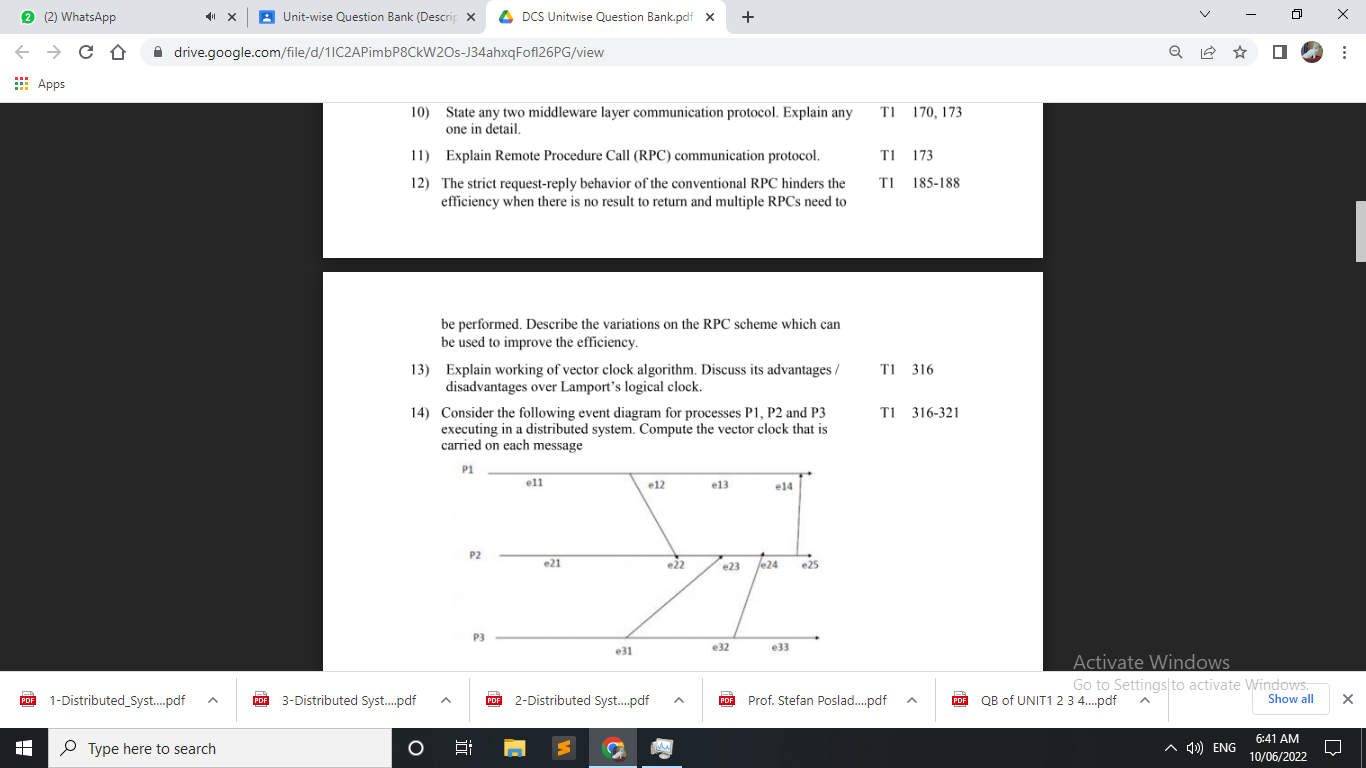 (2) WhatsApp
Unit-wise Question Bank (Descrip
DCS Unitwise Question Bank.pdf
drive.google.com/file/d/1IC2APimbP8CkW2Os-J34ahxqFofl26PG/view
Apps
10) State any two middleware layer communication protocol. Explain any T1 170, 173
one in detail.
11) Explain Remote Procedure Call (RPC) communication protocol. T1 173
12) The strict request-reply behavior of the conventional RPC hinders the T1 185-188
efficiency when there is no result to return and multiple RPCs need to
be performed. Describe the variations on the RPC scheme which can
be used to improve the efficiency.
13) Explain working of vector clock algorithm. Discuss its advantages / T1 316
disadvantages over Lamport's logical clock.
14) Consider the following event diagram for processes P1, P2 and P3 T1 316-321
executing in a distributed system. Compute the vector clock that is
carried on each message
P1
e11 e12 e13 e14
P2
e21 e22 e23 e24 e25
P3
e31 e32 e33
Activate Windows
Go to Settings to activate Windows.
1-Distributed_Syst....pdf
3-Distributed Syst....pdf
2-Distributed Syst....pdf
Prof. Stefan Poslad....pdf
QB of UNIT1 2 3 4....pdf
Show all
Type here to search
ENG
6:41 AM
10/06/2022